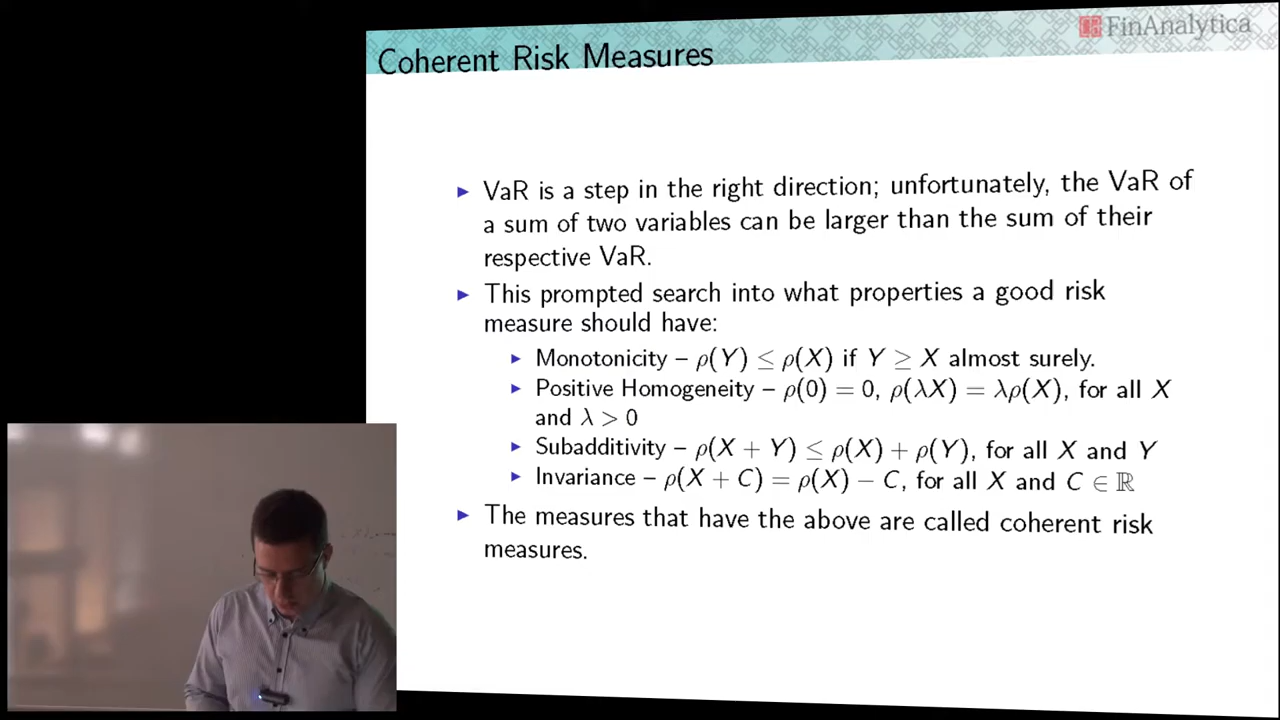 FinAnalytica
Coherent Risk Measures
▶ VaR is a step in the right direction; unfortunately, the VaR of
a sum of two variables can be larger than the sum of their
respective VaR.
▶ This prompted search into what properties a good risk
measure should have:
▶ Monotonicity – ρ(Y) ≤ ρ(X) if Y ≥ X almost surely.
▶ Positive Homogeneity – ρ(0) = 0, ρ(λX) = λρ(X), for all X
and λ > 0
▶ Subadditivity – ρ(X + Y) ≤ ρ(X) + ρ(Y), for all X and Y
▶ Invariance – ρ(X + C) = ρ(X) − C, for all X and C ∈ ℝ
▶ The measures that have the above are called coherent risk
measures.